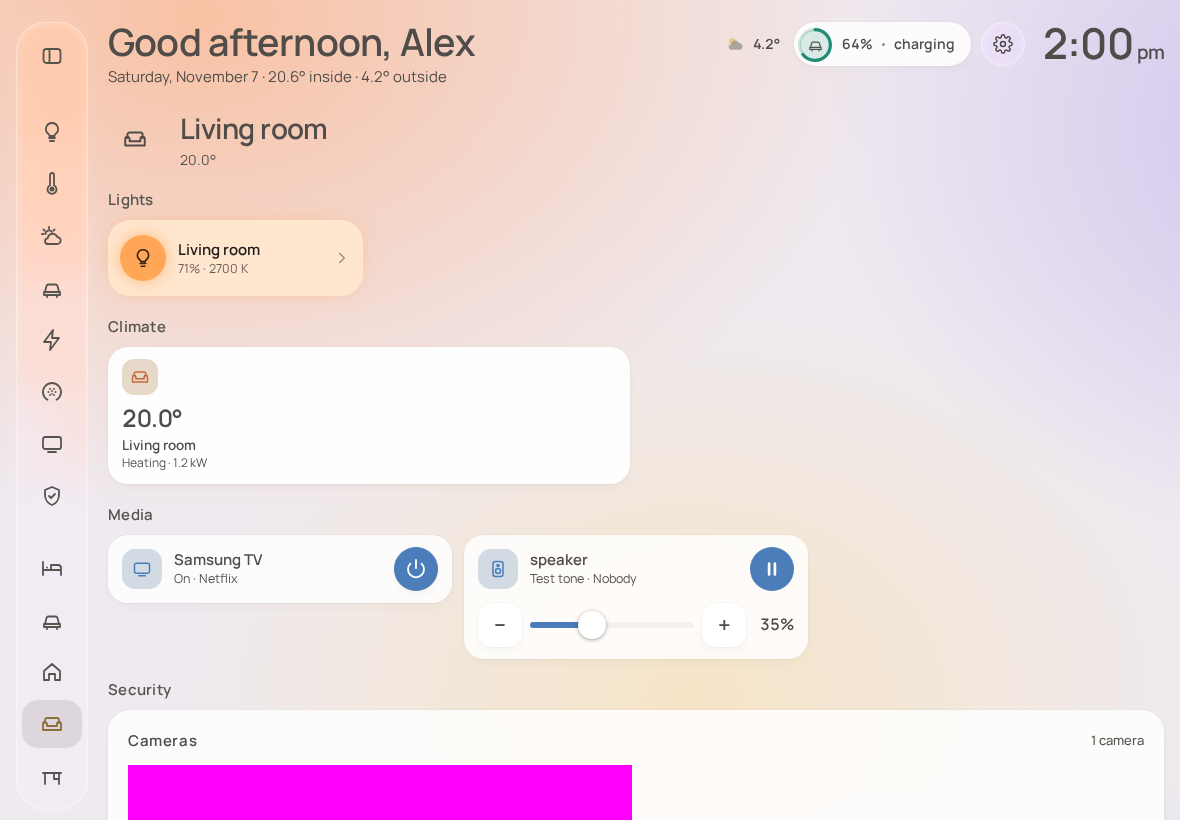 Good afternoon, Alex
Saturday, November 7 · 20.6° inside · 4.2° outside
4.2°
64% • charging
2:00 pm
Living room
20.0°
Lights
Living room
71% · 2700 K
Climate
20.0°
Living room
Heating · 1.2 kW
Media
Samsung TV
On · Netflix
speaker
Test tone · Nobody
35%
Security
Cameras
1 camera